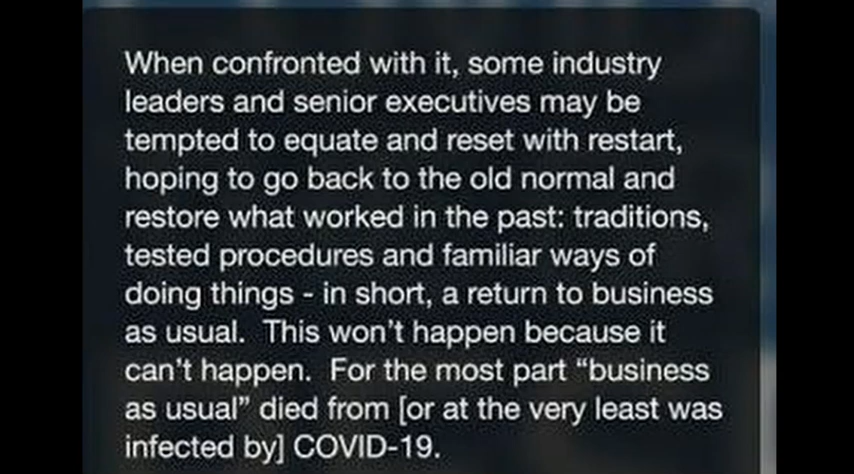 When confronted with it, some industry
leaders and senior executives may be
tempted to equate and reset with restart,
hoping to go back to the old normal and
restore what worked in the past: traditions,
tested procedures and familiar ways of
doing things - in short, a return to business
as usual.  This won't happen because it
can't happen.  For the most part “business
as usual” died from [or at the very least was
infected by] COVID-19.